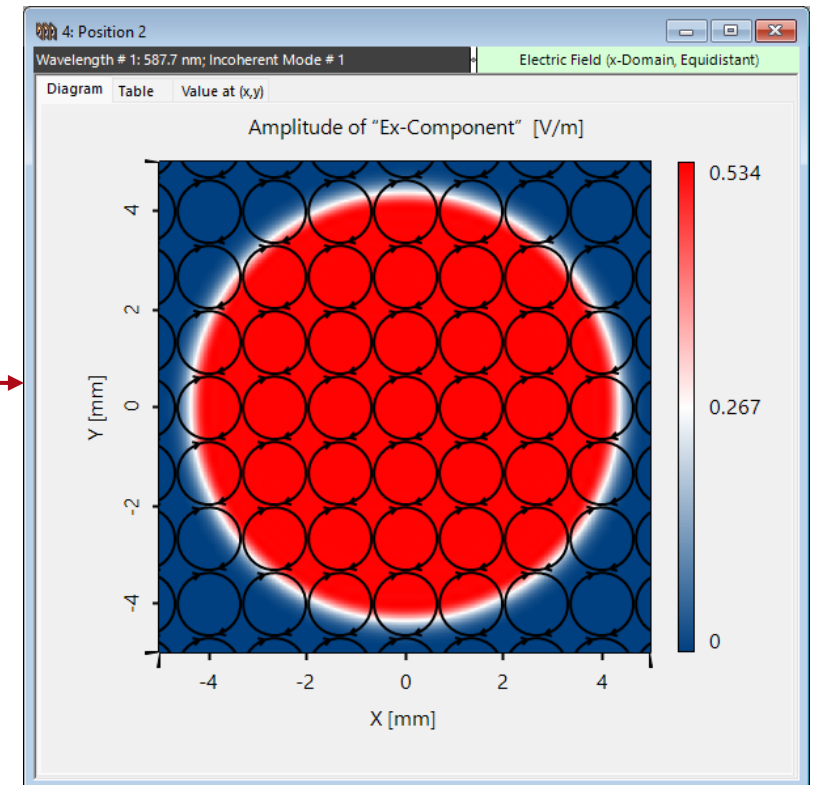 4: Position 2
Wavelength # 1: 587.7 nm; Incoherent Mode # 1
Electric Field (x-Domain, Equidistant)
Diagram Table Value at (x,y)
Amplitude of “Ex-Component” [V/m]
0.534
0.267
0
4
2
0
-2
-4
Y [mm]
-4 -2 0 2 4
X [mm]